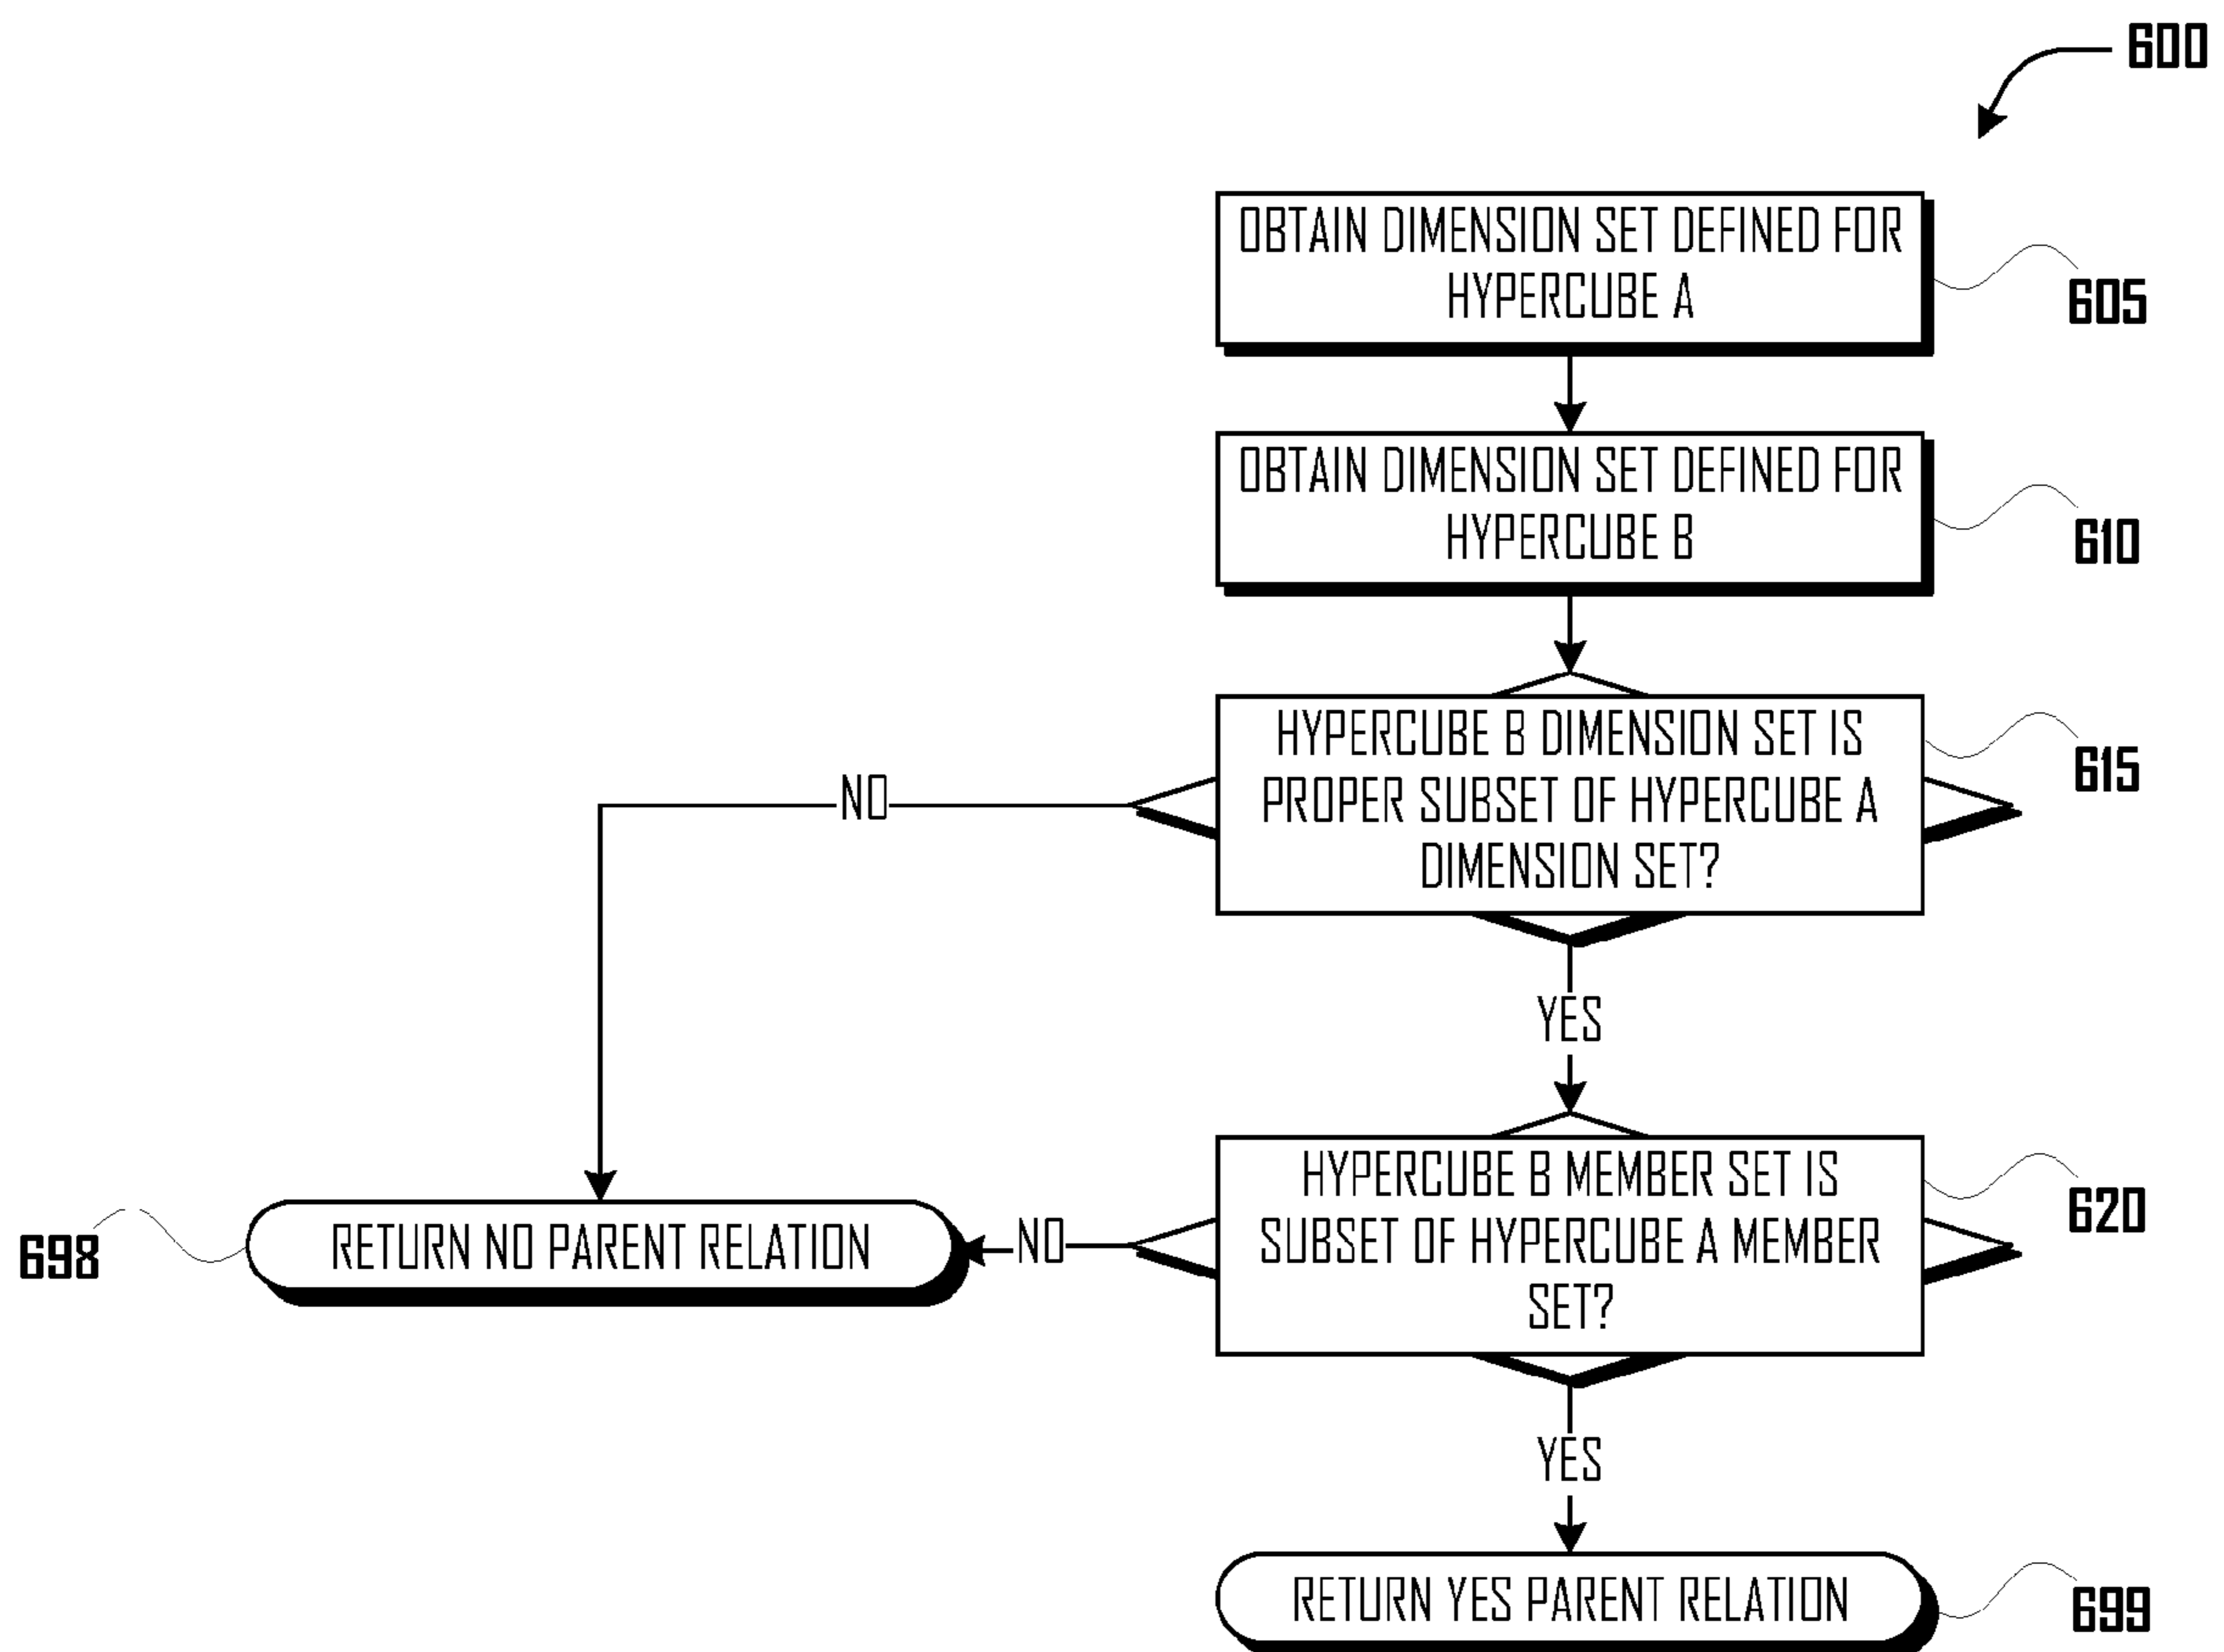 600
OBTAIN DIMENSION SET DEFINED FOR
HYPERCUBE A
605
OBTAIN DIMENSION SET DEFINED FOR
HYPERCUBE B
610
HYPERCUBE B DIMENSION SET IS
PROPER SUBSET OF HYPERCUBE A
DIMENSION SET?
615
NO
YES
HYPERCUBE B MEMBER SET IS
SUBSET OF HYPERCUBE A MEMBER
SET?
620
NO
RETURN NO PARENT RELATION
698
YES
RETURN YES PARENT RELATION
699